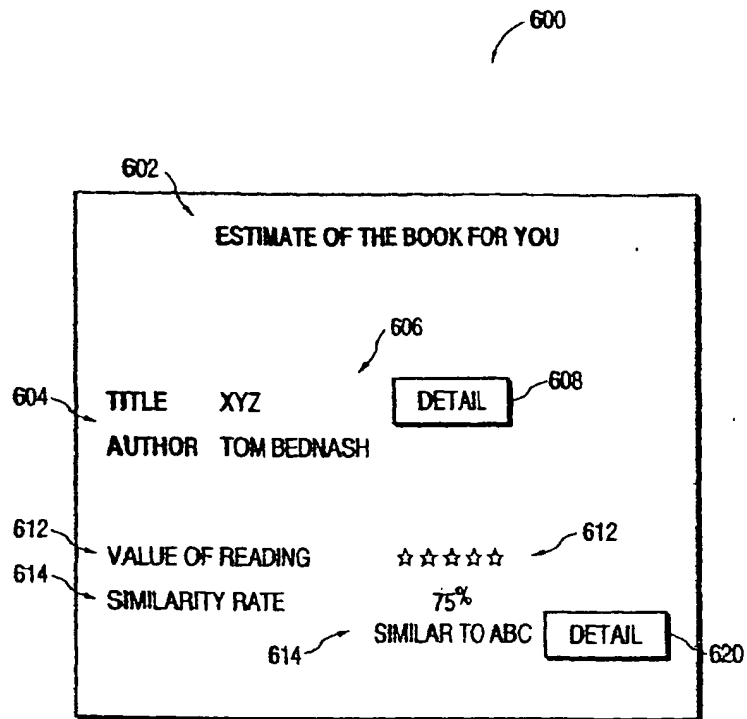 600
602
ESTIMATE OF THE BOOK FOR YOU
606
604 TITLE XYZ DETAIL 608
AUTHOR TOM BEDNASH
612 VALUE OF READING ☆☆☆☆☆ 612
614 SIMILARITY RATE 75%
614 SIMILAR TO ABC DETAIL 620